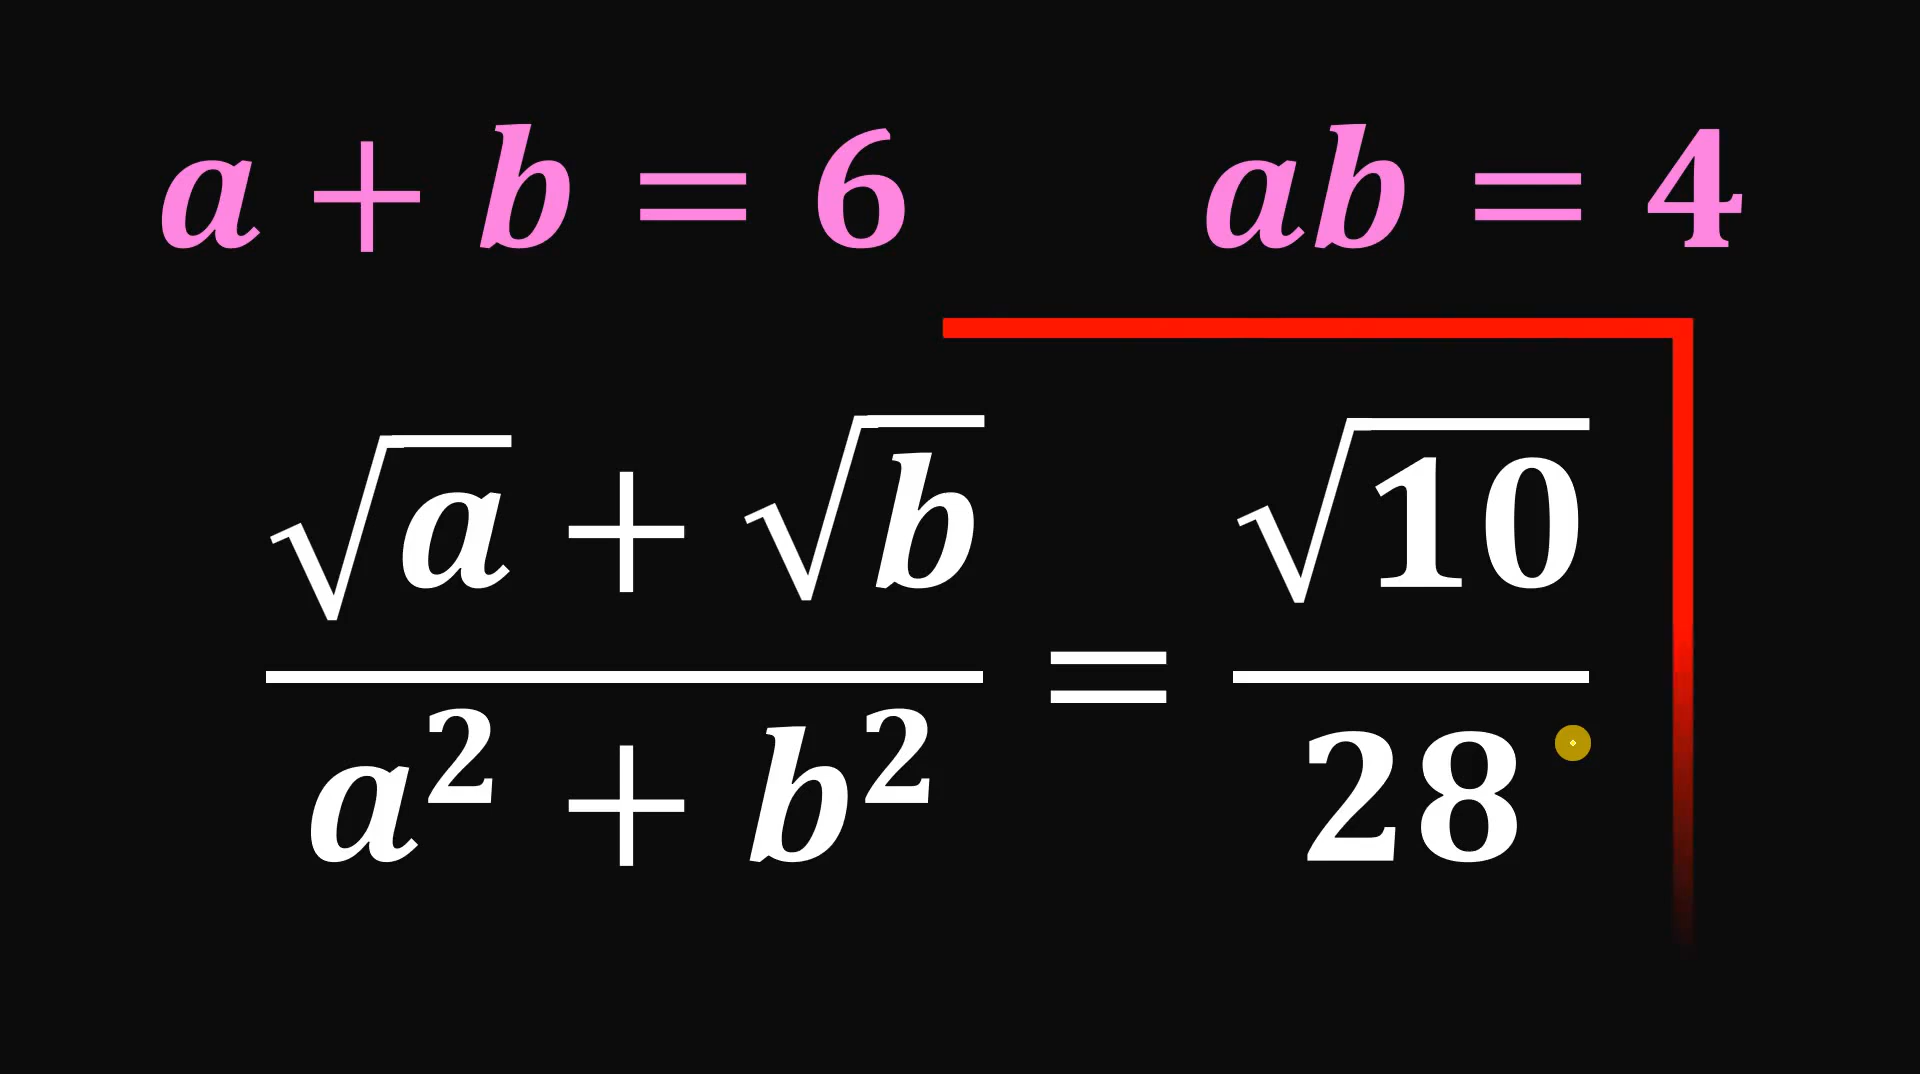 a + b = 6 ab = 4
√a + √b / a² + b² = √10 / 28